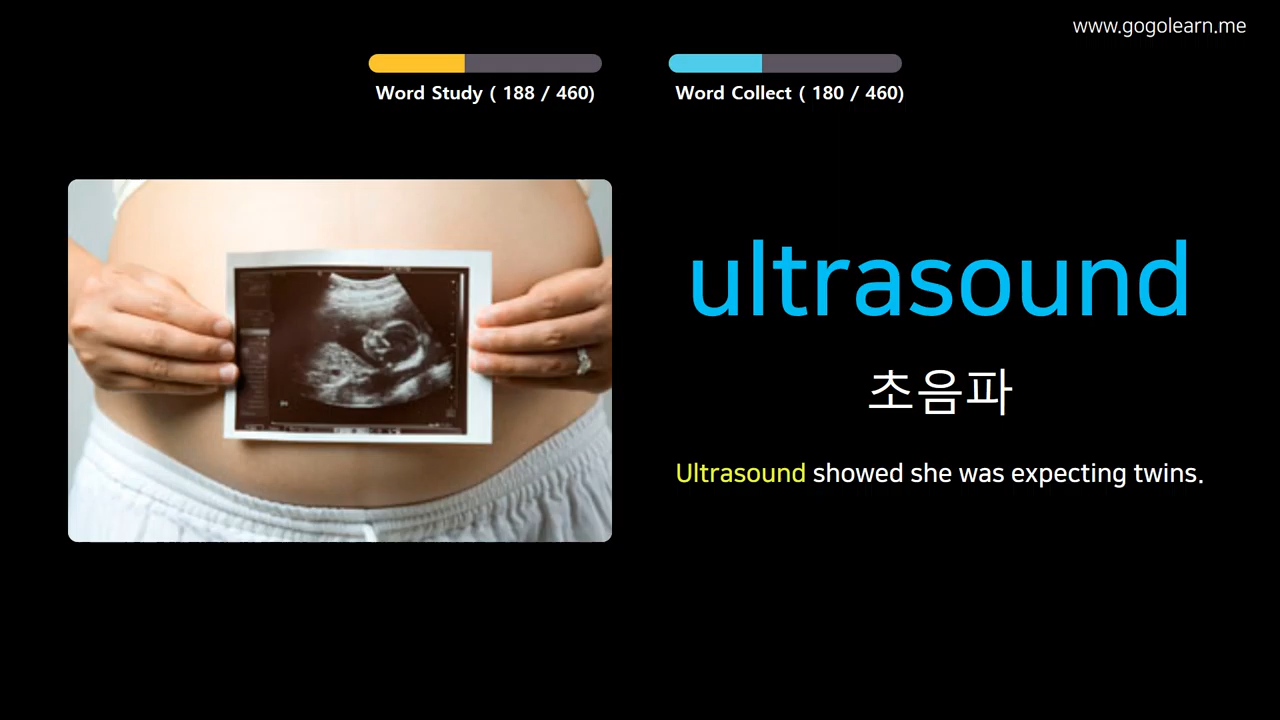 www.gogolearn.me
Word Study ( 188 / 460)
Word Collect ( 180 / 460)
ultrasound
초음파
Ultrasound showed she was expecting twins.